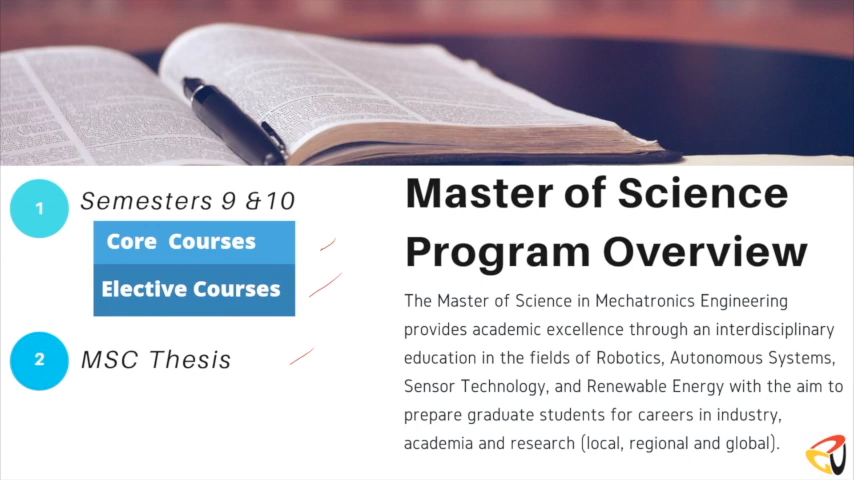 1
Semesters 9 &10
Core Courses
Elective Courses
2
MSC Thesis
Master of Science
Program Overview
The Master of Science in Mechatronics Engineering
provides academic excellence through an interdisciplinary
education in the fields of Robotics, Autonomous Systems,
Sensor Technology, and Renewable Energy with the aim to
prepare graduate students for careers in industry,
academia and research (local, regional and global).